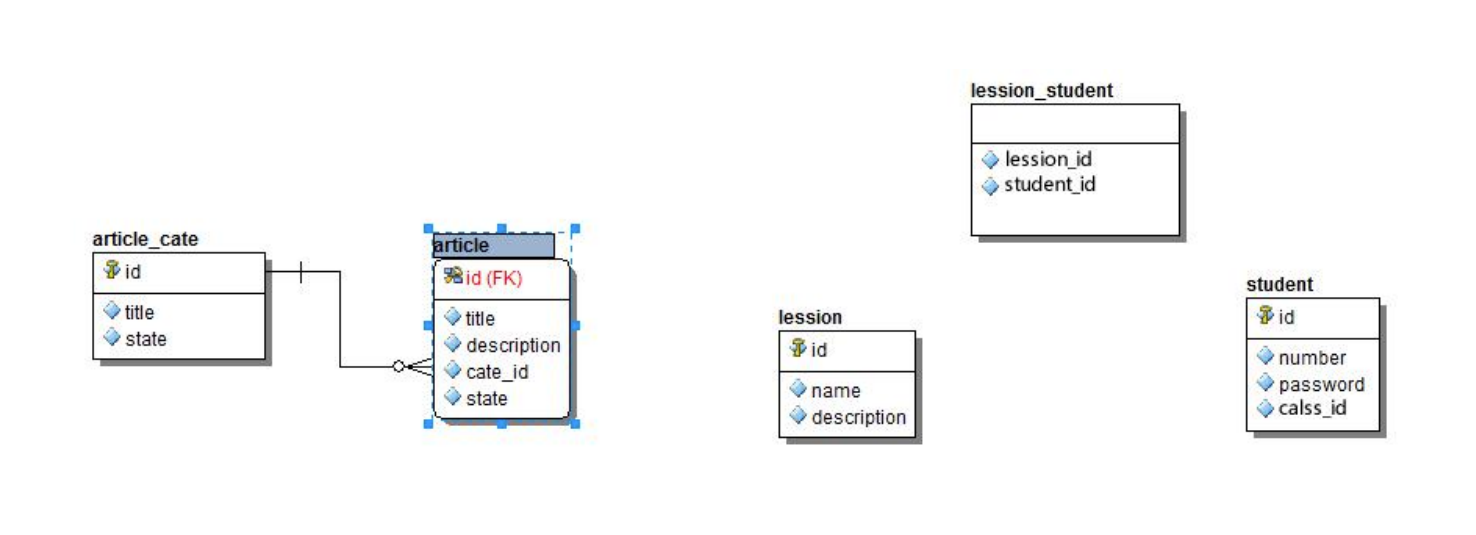 article_cate
id
title
state
article
id (FK)
title
description
cate_id
state
lession_student
lession_id
student_id
lession
id
name
description
student
id
number
password
calss_id